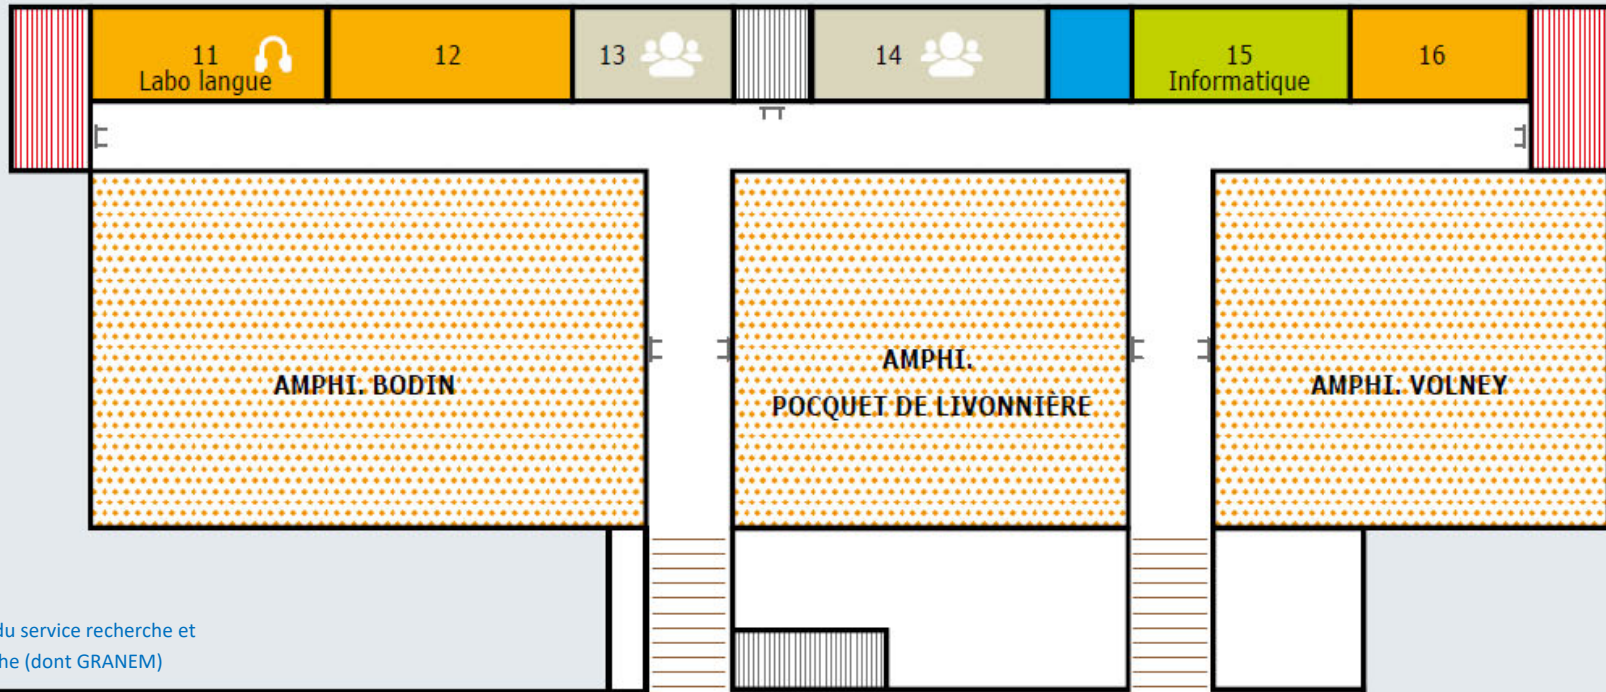 11
Labo langue
12
13
14
15
Informatique
16
AMPHI. BODIN
AMPHI.
POCQUET DE LIVONNIÈRE
AMPHI. VOLNEY
du service recherche et
he (dont GRANEM)